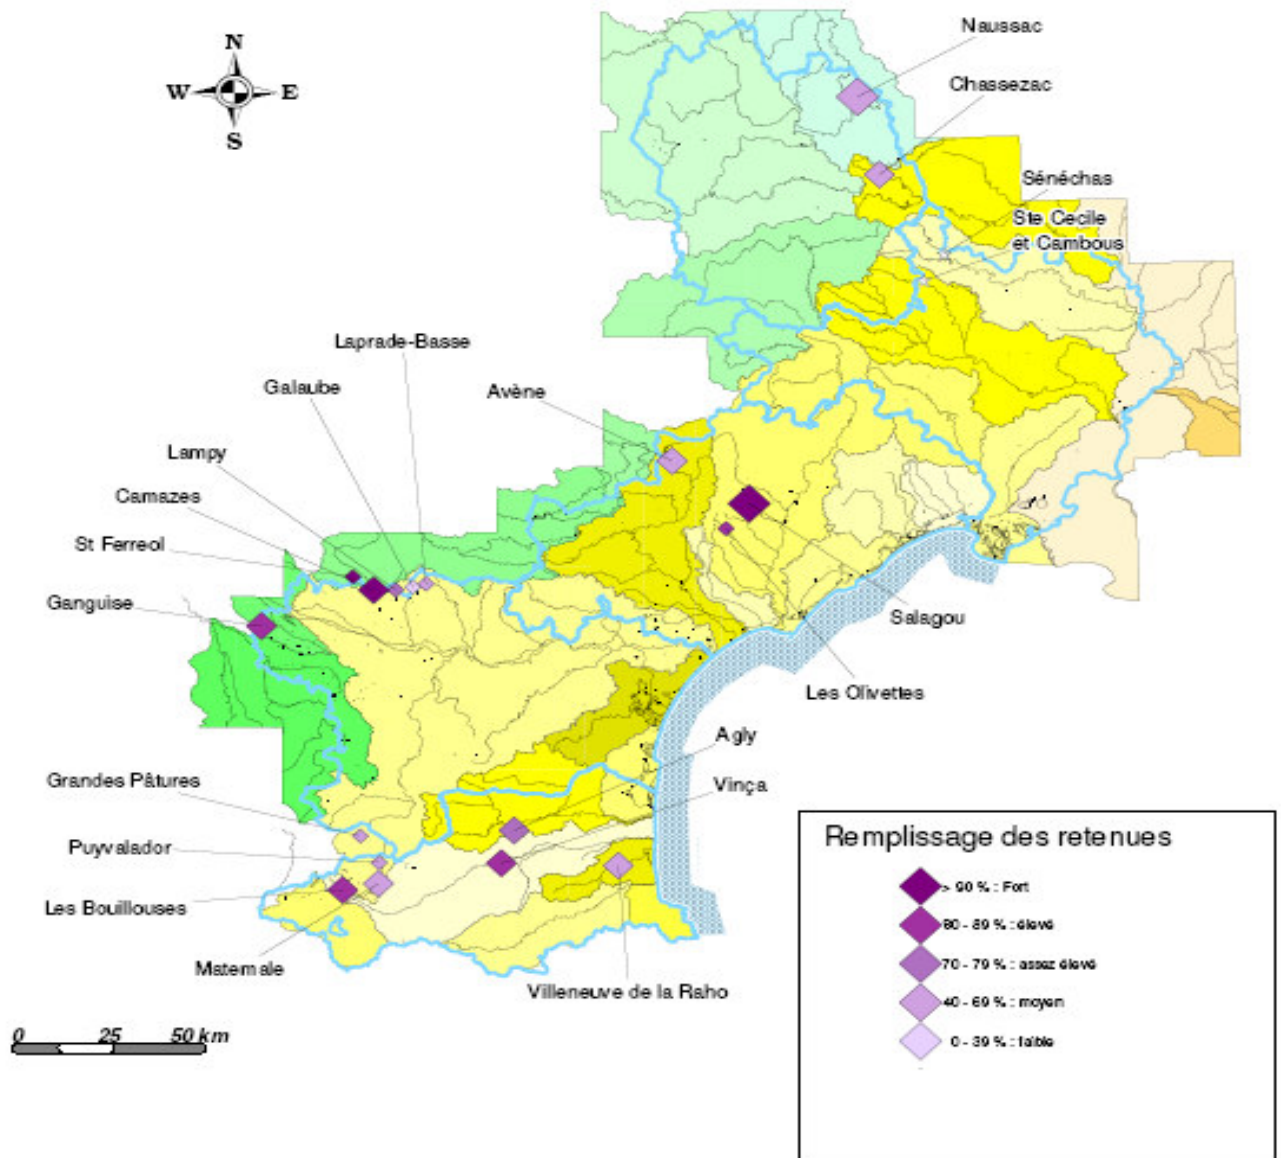 N
W E
S
Naussac
Chassezac
Sénéchas
Ste Cecile
et Cambous
Laprade-Basse
Galaube
Avène
Lampy
Camazes
St Ferreol
Ganguise
Salagou
Les Olivettes
Agly
Vinça
Grandes Pâtures
Puyvalador
Les Bouillouses
Matemale
Villeneuve de la Raho
0 25 50 km
Remplissage des retenues
> 90 % : Fort
80 - 89 % : élevé
70 - 79 % : assez élevé
40 - 69 % : moyen
0 - 39 % : faible